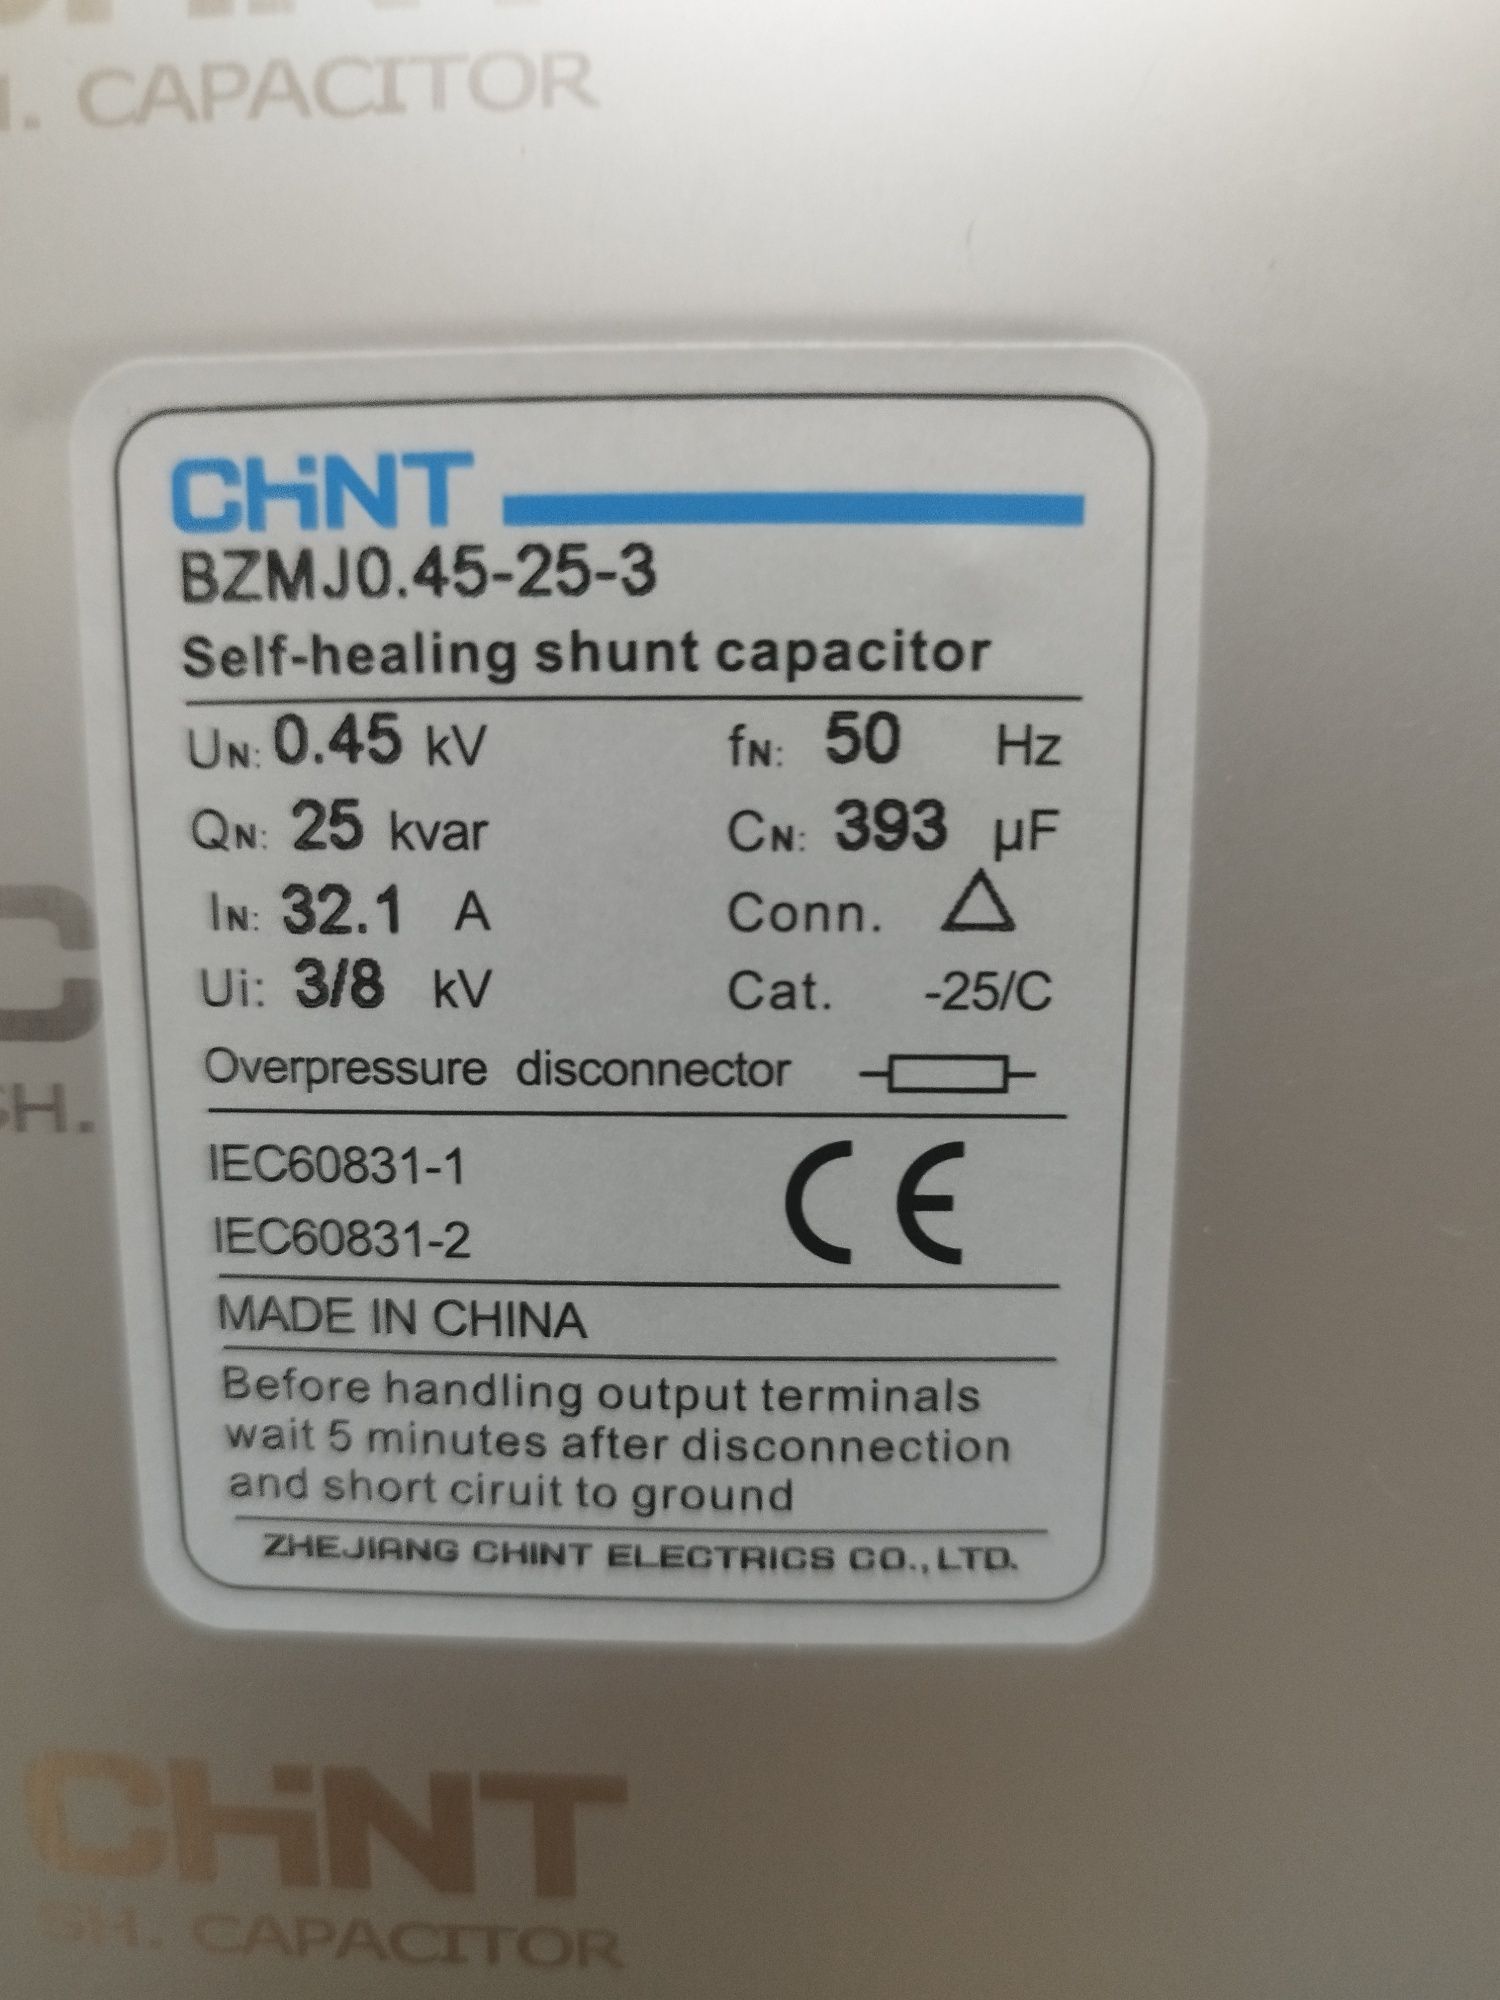 CAPACITOR
CHINT
BZMJ0.45-25-3
Self-healing shunt capacitor
UN: 0.45 kV fN: 50 Hz
QN: 25 kvar CN: 393 µF
IN: 32.1 A Conn. △
Ui: 3/8 kV Cat. -25/C
Overpressure disconnector
IEC60831-1
IEC60831-2
CE
MADE IN CHINA
Before handling output terminals
wait 5 minutes after disconnection
and short ciruit to ground
ZHEJIANG CHINT ELECTRICS CO., LTD.
SH.
CHINT
SH. CAPACITOR